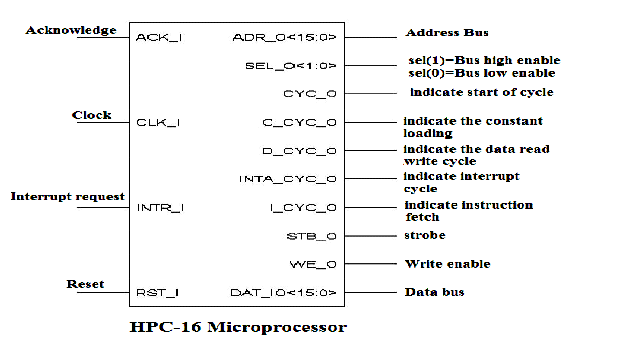 Acknowledge ACK_I ADR_O<15:0> Address Bus
SEL_O<1:0> sel(1)=Bus high enable
sel(0)=Bus low enable
CYC_O indicate start of cycle
Clock CLK_I C_CYC_O indicate the constant
loading
D_CYC_O indicate the data read
write cycle
INTA_CYC_O indicate interrupt
cycle
Interrupt request INTR_I I_CYC_O indicate instruction
fetch
STB_O strobe
WE_O Write enable
Reset RST_I DAT_IO<15:0> Data bus
HPC-16 Microprocessor